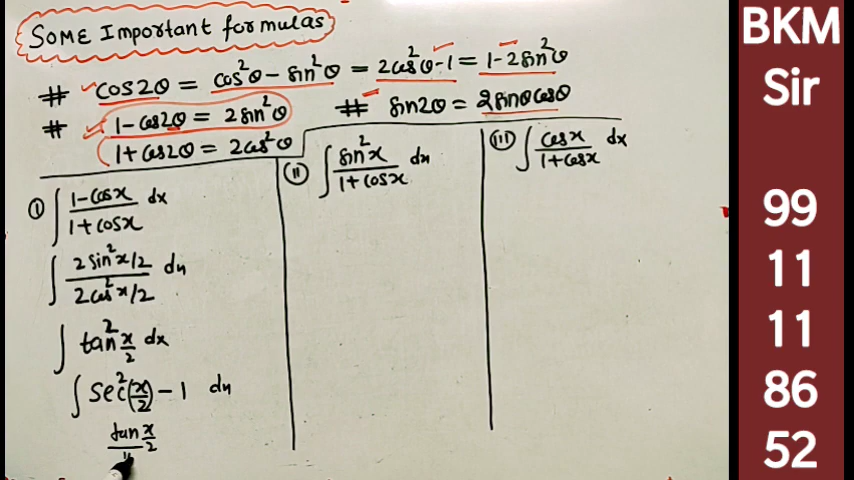 SOME Important formulas
# cos2θ = cos²θ - sin²θ = 2cos²θ-1 = 1-2sin²θ
# 1-cos2θ = 2sin²θ
# sin2θ = 2sinθcosθ
1+cos2θ = 2cos²θ
(I) ∫ (1-cosx)/(1+cosx) dx
∫ (2sin²x/2)/(2cos²x/2) dx
∫ tan² x/2 dx
∫ sec²(x/2) - 1 dx
tan x/2
(II) ∫ sin²x/(1+cosx) dx
(III) ∫ cosx/(1+cosx) dx
BKM
Sir
99
11
11
86
52